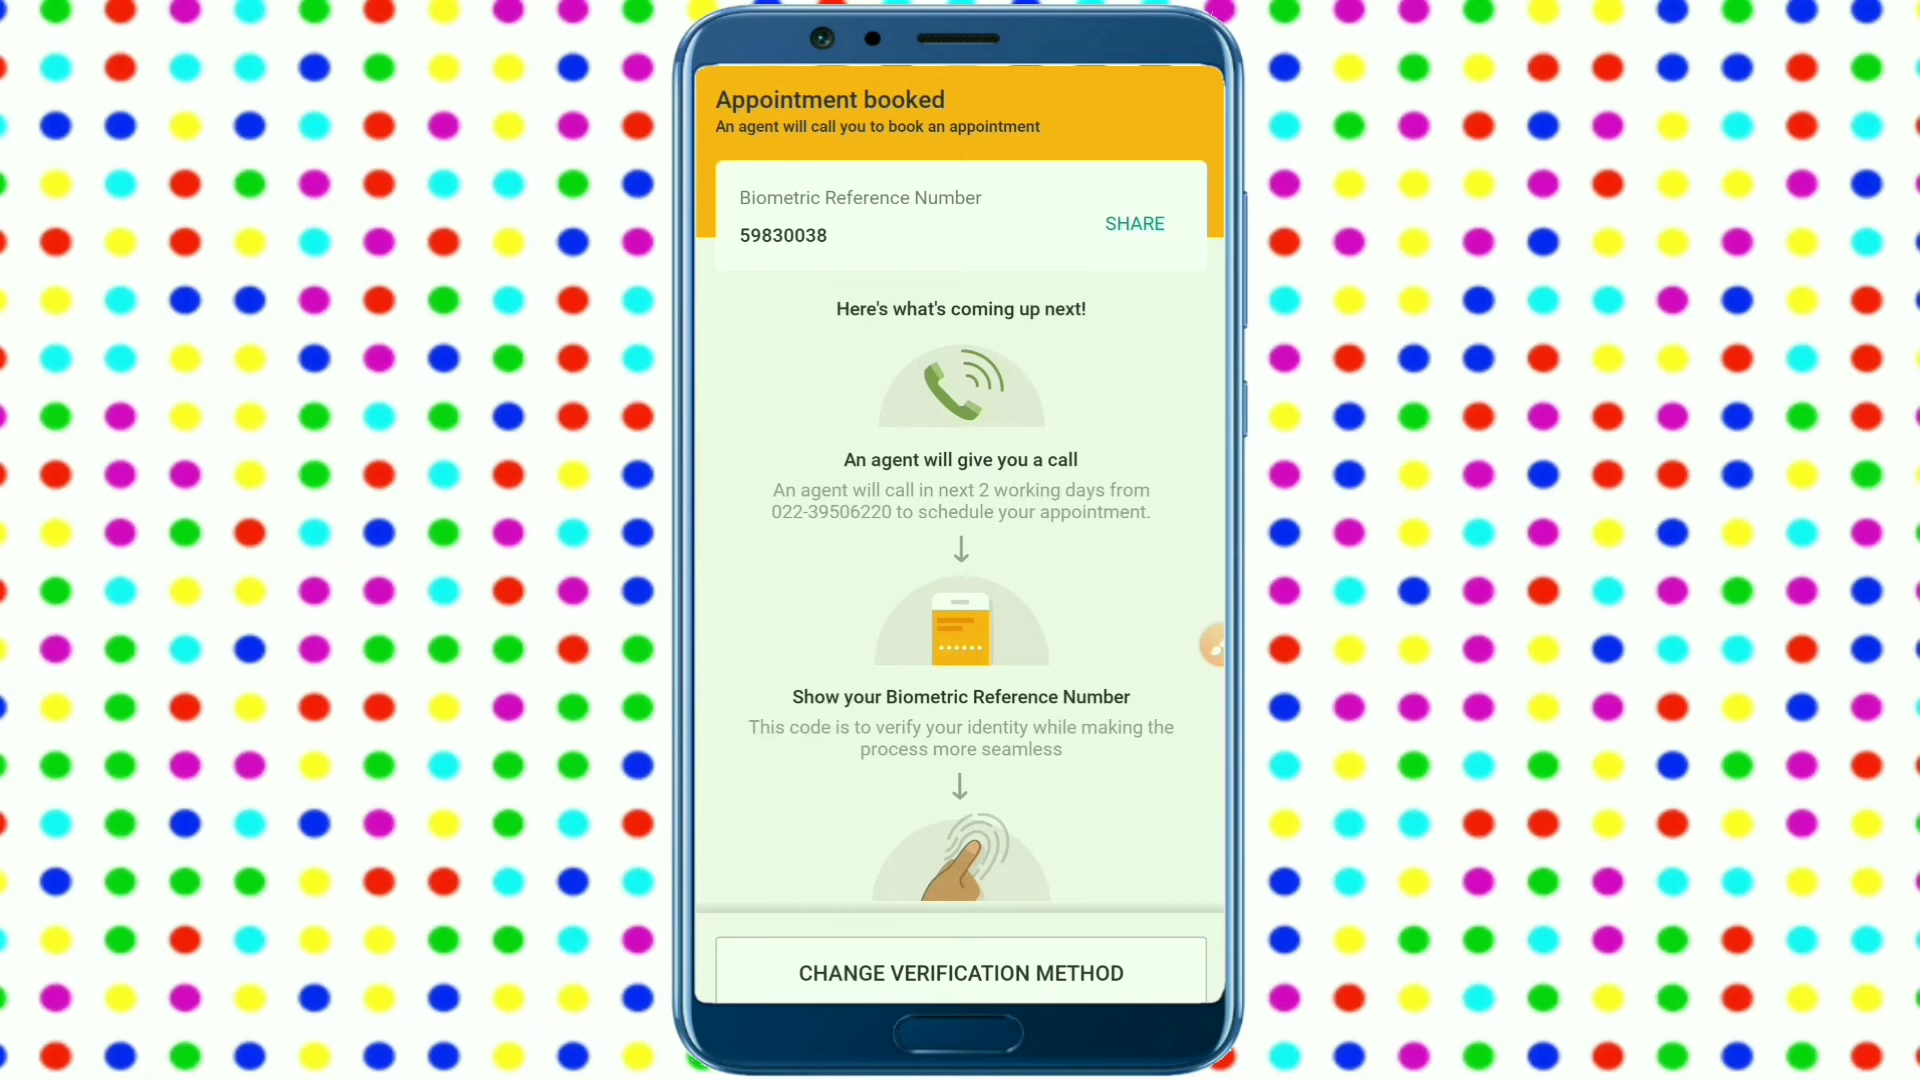 Appointment booked
An agent will call you to book an appointment
Biometric Reference Number
SHARE
59830038
Here's what's coming up next!
An agent will give you a call
An agent will call in next 2 working days from
022-39506220 to schedule your appointment.
Show your Biometric Reference Number
This code is to verify your identity while making the
process more seamless
CHANGE VERIFICATION METHOD